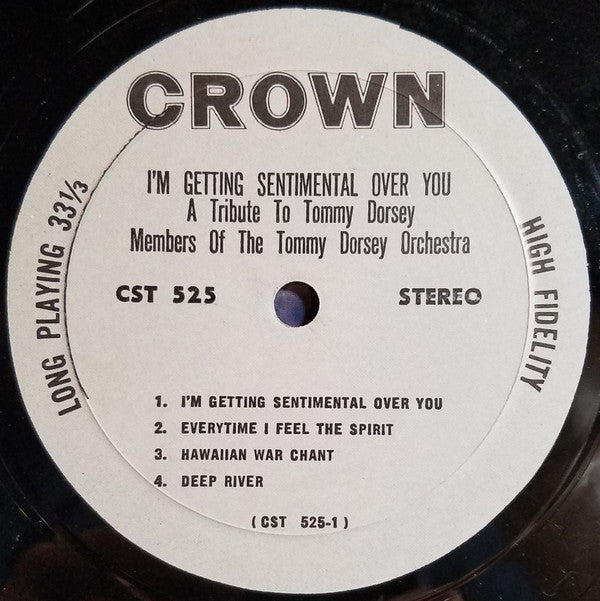 CROWN
I'M GETTING SENTIMENTAL OVER YOU
A Tribute To Tommy Dorsey
Members Of The Tommy Dorsey Orchestra
LONG PLAYING 33⅓
HIGH FIDELITY
CST 525
STEREO
1. I'M GETTING SENTIMENTAL OVER YOU
2. EVERYTIME I FEEL THE SPIRIT
3. HAWAIIAN WAR CHANT
4. DEEP RIVER
( CST 525-1 )